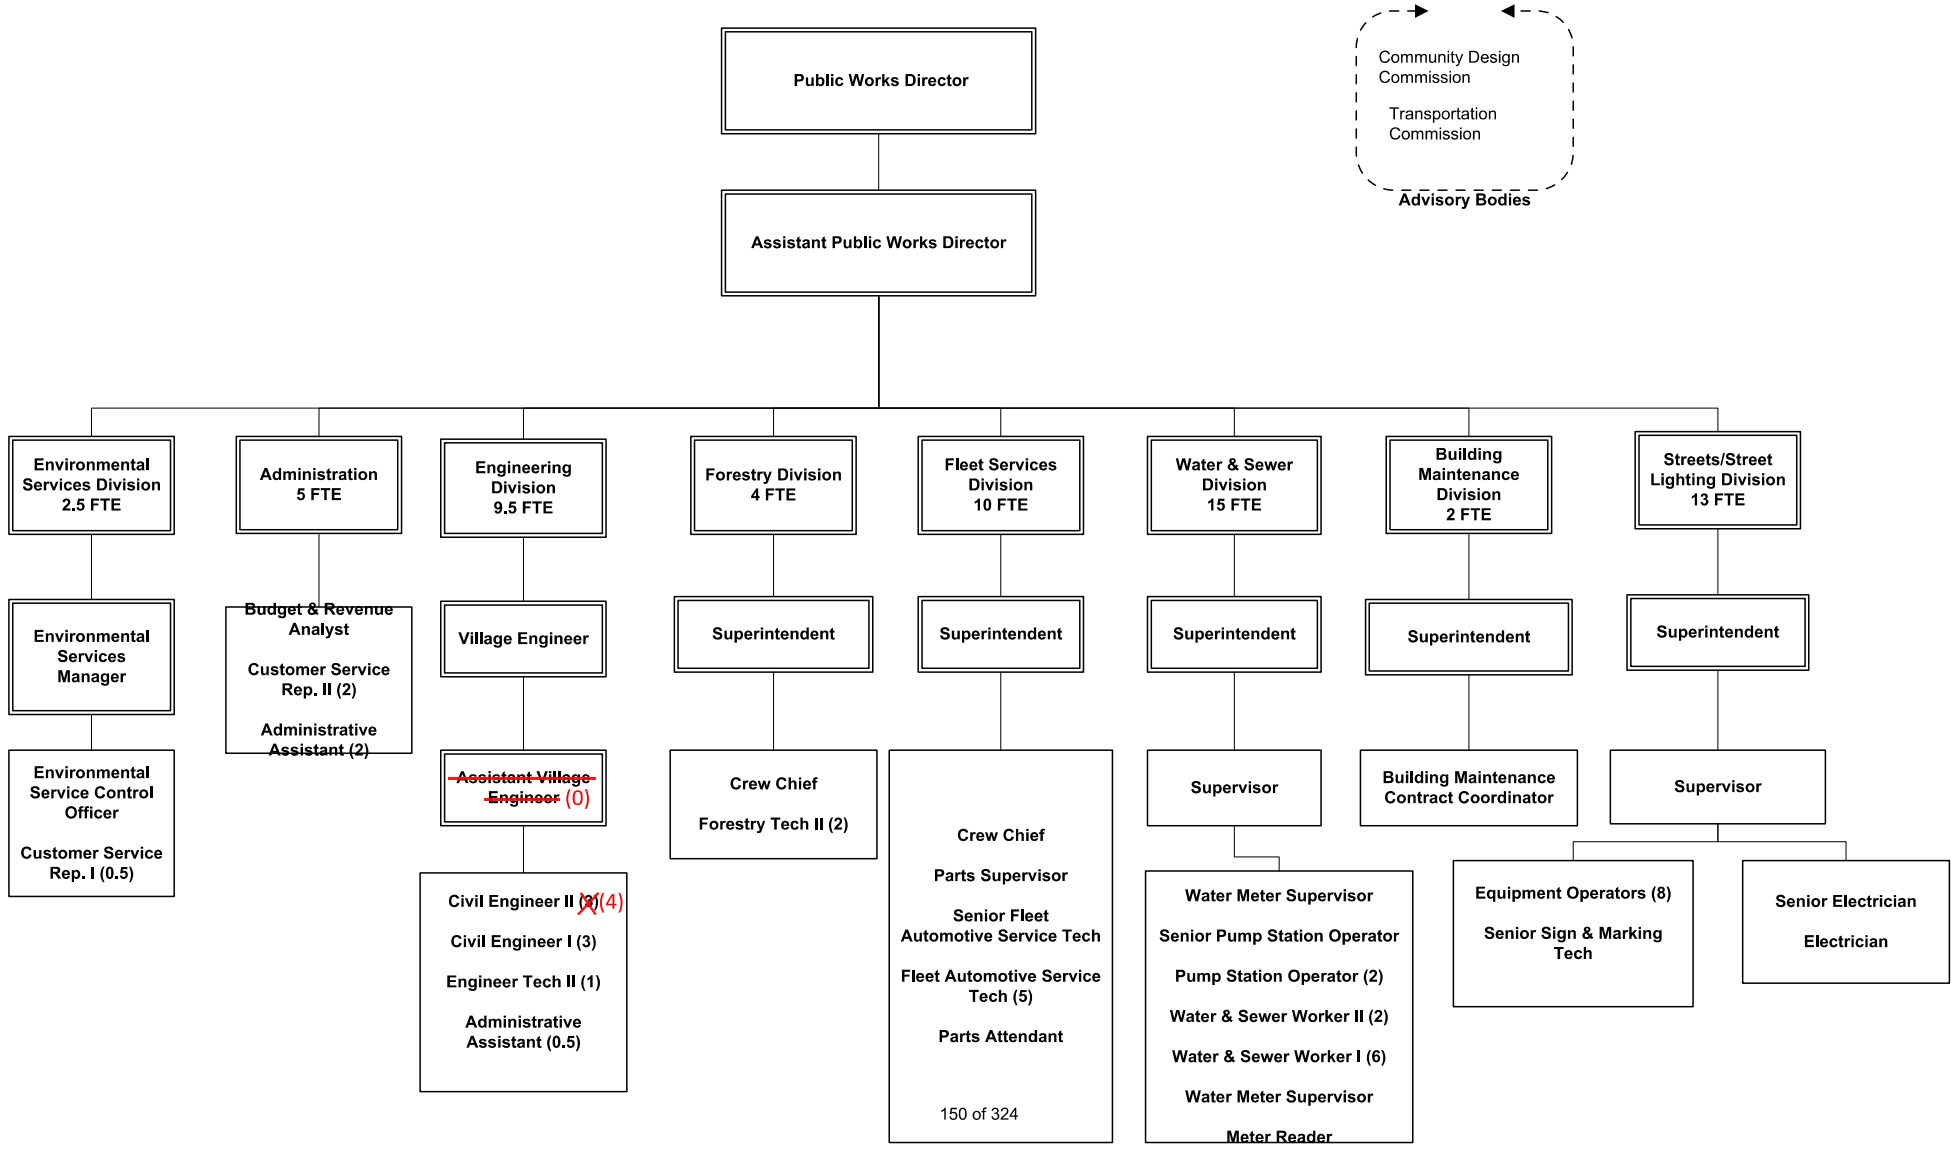 Public Works Director
Community Design
Commission
Transportation
Commission
Advisory Bodies
Assistant Public Works Director
Environmental
Services Division
2.5 FTE
Administration
5 FTE
Engineering
Division
9.5 FTE
Forestry Division
4 FTE
Fleet Services
Division
10 FTE
Water & Sewer
Division
15 FTE
Building
Maintenance
Division
2 FTE
Streets/Street
Lighting Division
13 FTE
Environmental
Services
Manager
Budget & Revenue
Analyst
Customer Service
Rep. II (2)
Administrative
Assistant (2)
Village Engineer
Superintendent
Superintendent
Superintendent
Superintendent
Superintendent
Environmental
Service Control
Officer
Customer Service
Rep. I (0.5)
Assistant Village
Engineer (0)
Civil Engineer II (3)(4)
Civil Engineer I (3)
Engineer Tech II (1)
Administrative
Assistant (0.5)
Crew Chief
Forestry Tech II (2)
Crew Chief
Parts Supervisor
Senior Fleet
Automotive Service Tech
Fleet Automotive Service
Tech (5)
Parts Attendant
Supervisor
Water Meter Supervisor
Senior Pump Station Operator
Pump Station Operator (2)
Water & Sewer Worker II (2)
Water & Sewer Worker I (6)
Water Meter Supervisor
Meter Reader
Building Maintenance
Contract Coordinator
Supervisor
Equipment Operators (8)
Senior Sign & Marking
Tech
Senior Electrician
Electrician
150 of 324